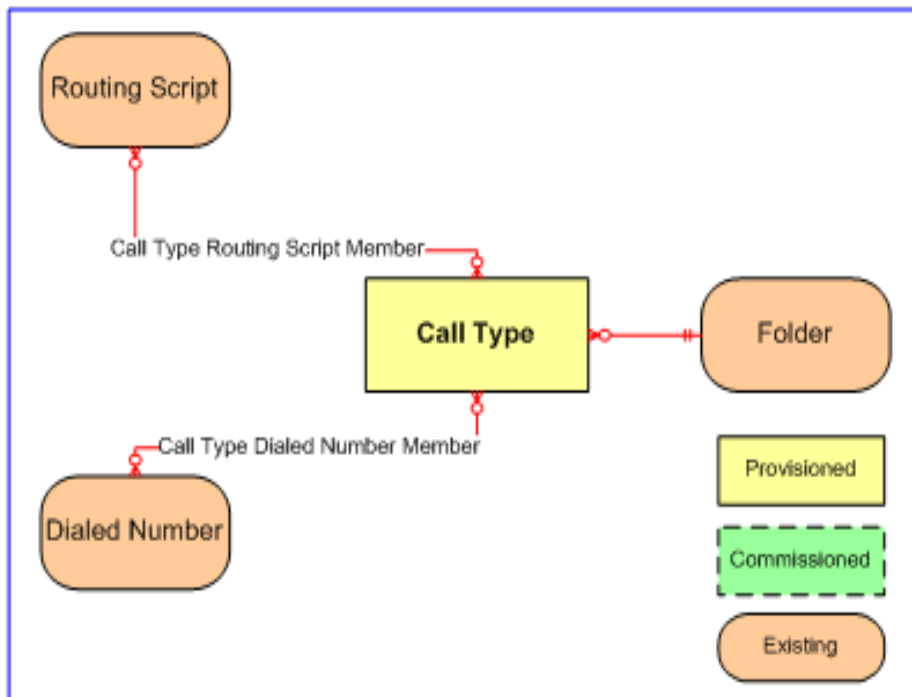 Routing Script
Call Type Routing Script Member
Call Type
Folder
Call Type Dialed Number Member
Dialed Number
Provisioned
Commissioned
Existing